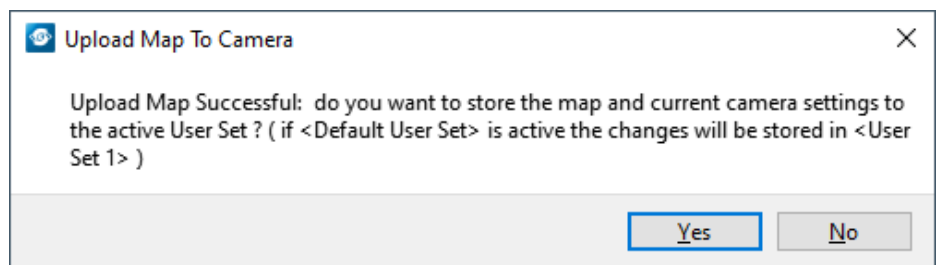 Upload Map To Camera
Upload Map Successful:  do you want to store the map and current camera settings to
the active User Set ? ( if <Default User Set> is active the changes will be stored in <User
Set 1> )
Yes
No